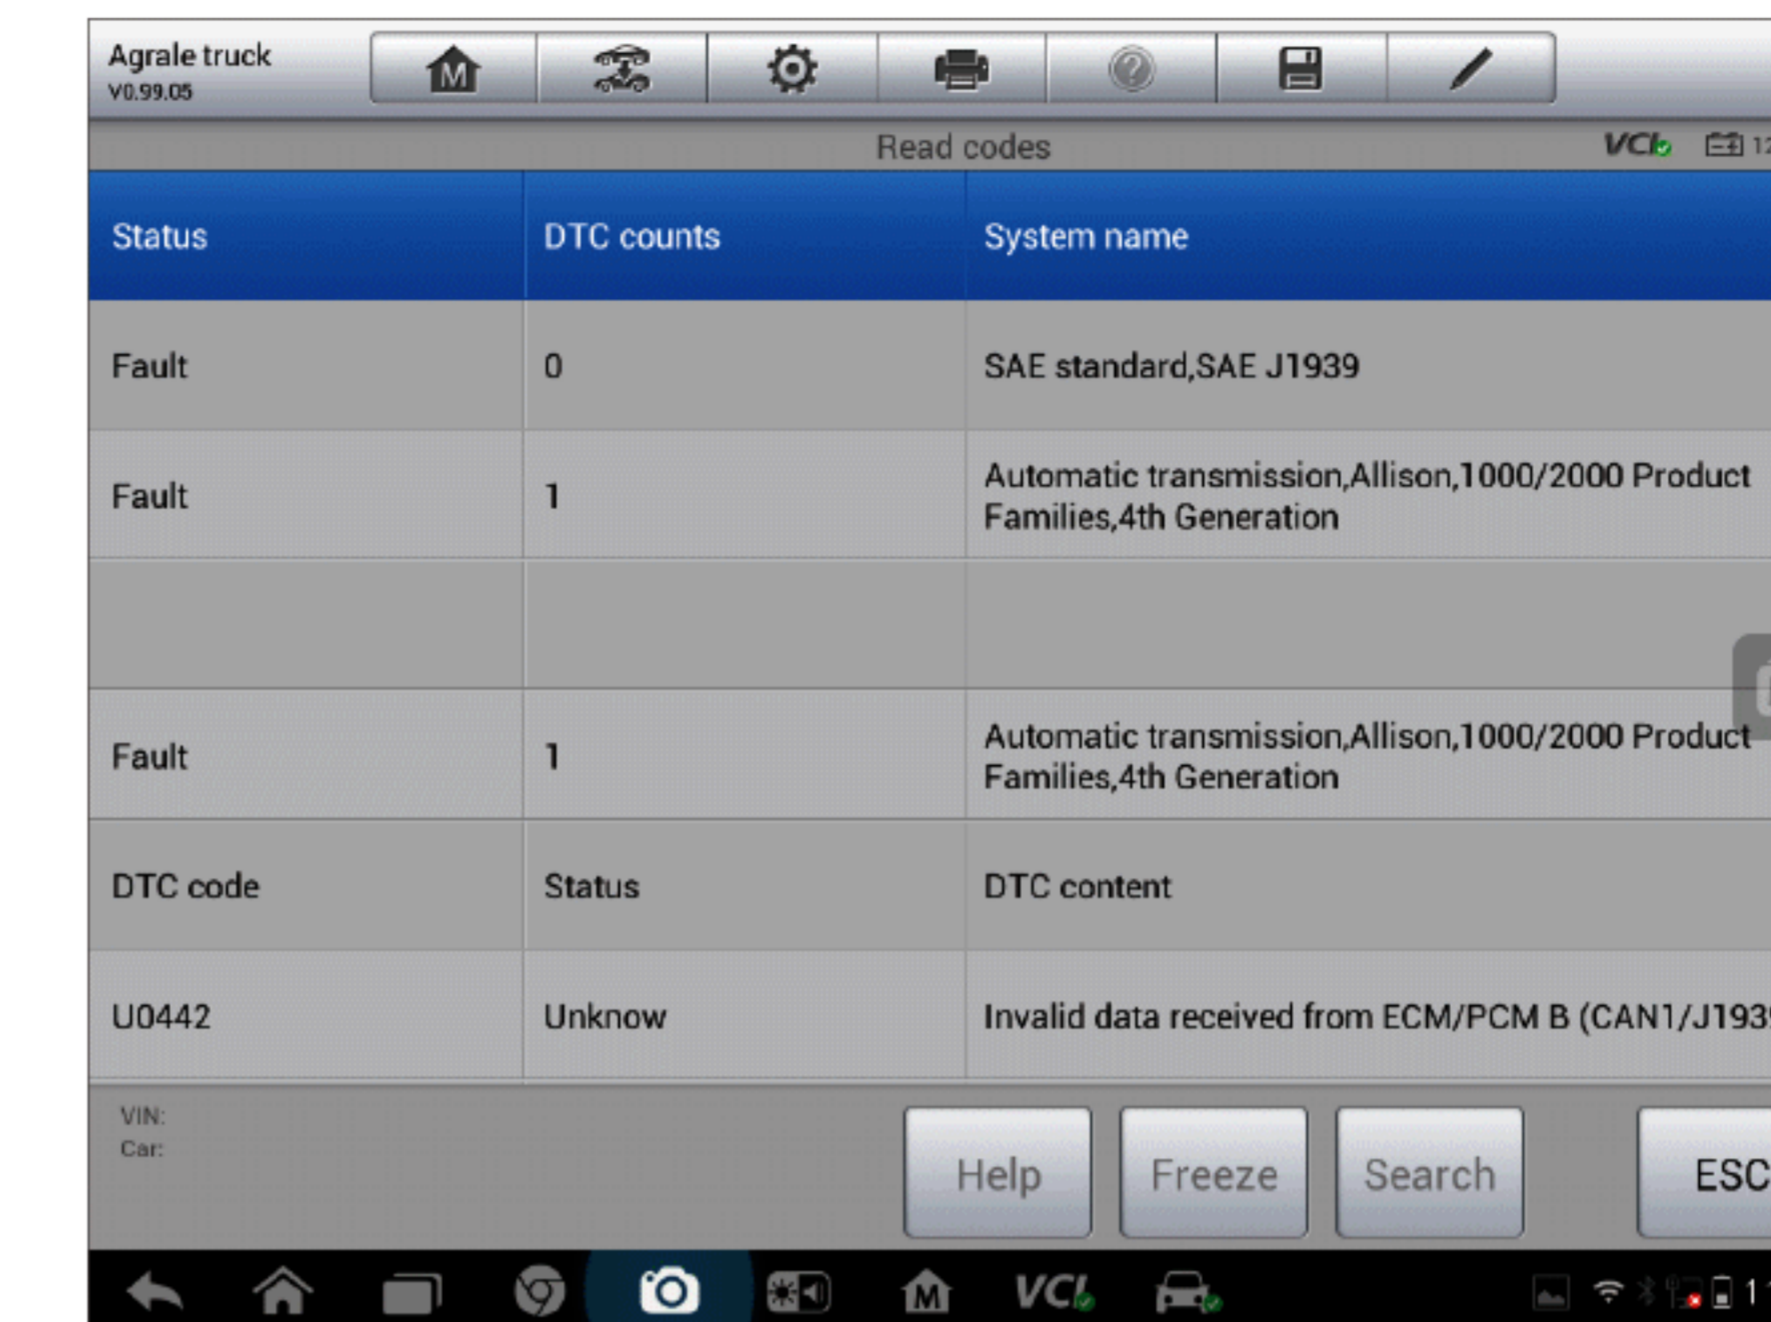 Agrale truck
V0.99.05
M
?
Read codes
VCI
Status DTC counts System name
Fault 0 SAE standard,SAE J1939
Fault 1 Automatic transmission,Allison,1000/2000 Product
Families,4th Generation
Fault 1 Automatic transmission,Allison,1000/2000 Product
Families,4th Generation
DTC code Status DTC content
U0442 Unknow Invalid data received from ECM/PCM B
VIN:
Car:
Help Freeze Search ESC
M VCI